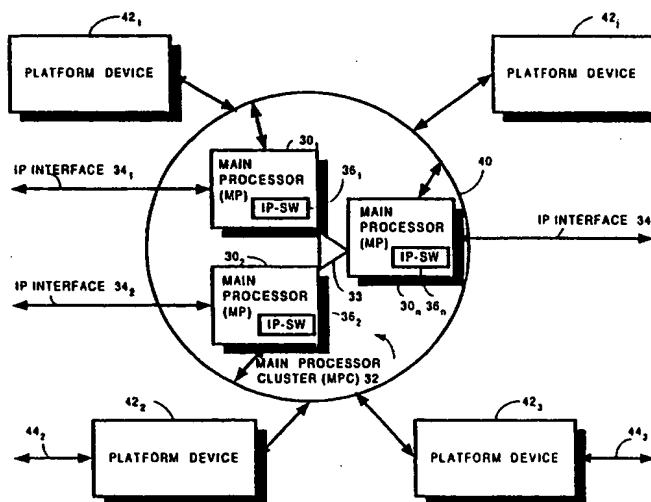 42₁
42ⱼ
PLATFORM DEVICE
PLATFORM DEVICE
30₁
40
IP INTERFACE 34₁
MAIN
PROCESSOR
(MP)
36₁
IP-SW
MAIN
PROCESSOR
(MP)
IP INTERFACE 34
IP-SW
30₂
IP INTERFACE 34₂
MAIN
PROCESSOR
(MP)
33
30ₙ
36ₙ
36₂
IP-SW
MAIN PROCESSOR
CLUSTER (MPC) 32
42₂
42₃
44₂
PLATFORM DEVICE
PLATFORM DEVICE
44₃